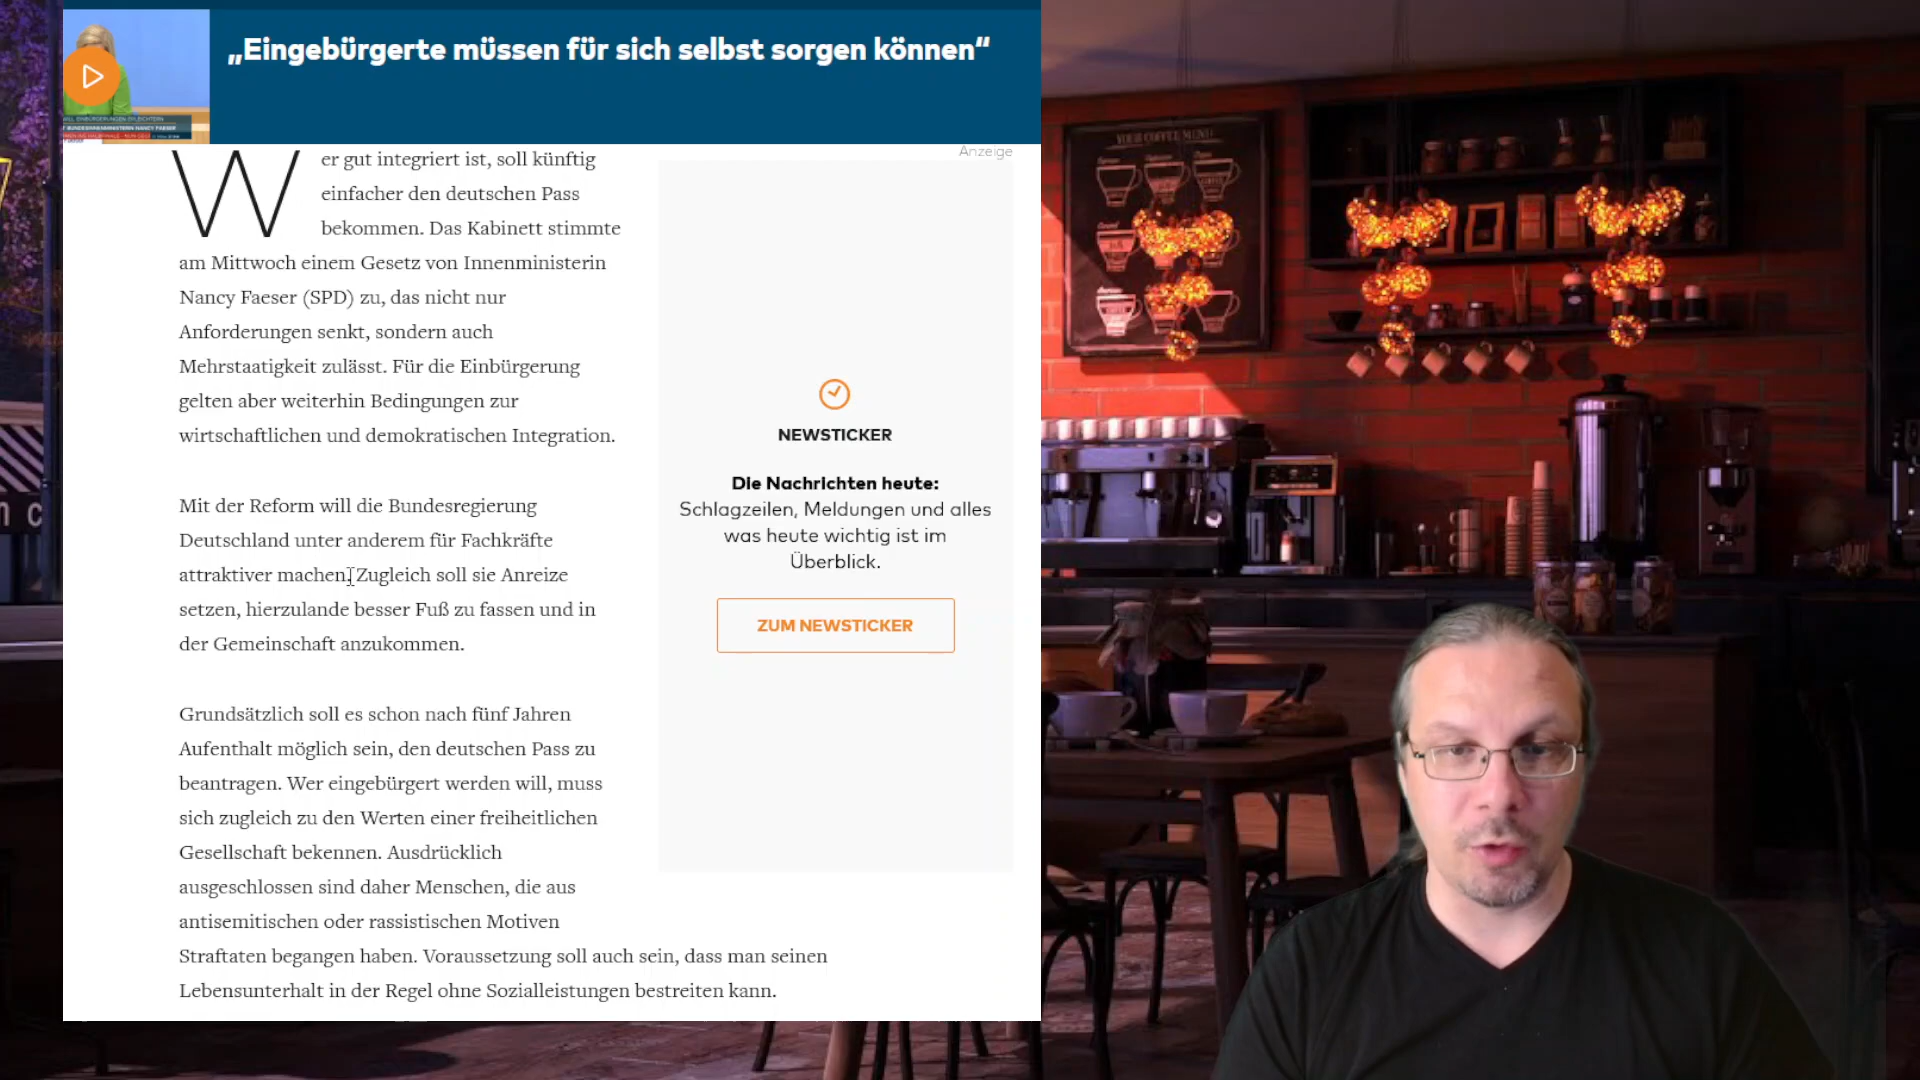 „Eingebürgerte müssen für sich selbst sorgen können“
BUNDESINNENMINISTERIN NANCY FAESER
Anzeige
Wer gut integriert ist, soll künftig
einfacher den deutschen Pass
bekommen. Das Kabinett stimmte
am Mittwoch einem Gesetz von Innenministerin
Nancy Faeser (SPD) zu, das nicht nur
Anforderungen senkt, sondern auch
Mehrstaatigkeit zulässt. Für die Einbürgerung
gelten aber weiterhin Bedingungen zur
wirtschaftlichen und demokratischen Integration.
Mit der Reform will die Bundesregierung
Deutschland unter anderem für Fachkräfte
attraktiver machen. Zugleich soll sie Anreize
setzen, hierzulande besser Fuß zu fassen und in
der Gemeinschaft anzukommen.
Grundsätzlich soll es schon nach fünf Jahren
Aufenthalt möglich sein, den deutschen Pass zu
beantragen. Wer eingebürgert werden will, muss
sich zugleich zu den Werten einer freiheitlichen
Gesellschaft bekennen. Ausdrücklich
ausgeschlossen sind daher Menschen, die aus
antisemitischen oder rassistischen Motiven
Straftaten begangen haben. Voraussetzung soll auch sein, dass man seinen
Lebensunterhalt in der Regel ohne Sozialleistungen bestreiten kann.
NEWSTICKER
Die Nachrichten heute:
Schlagzeilen, Meldungen und alles
was heute wichtig ist im
Überblick.
ZUM NEWSTICKER
YOUR COFFEE MENU